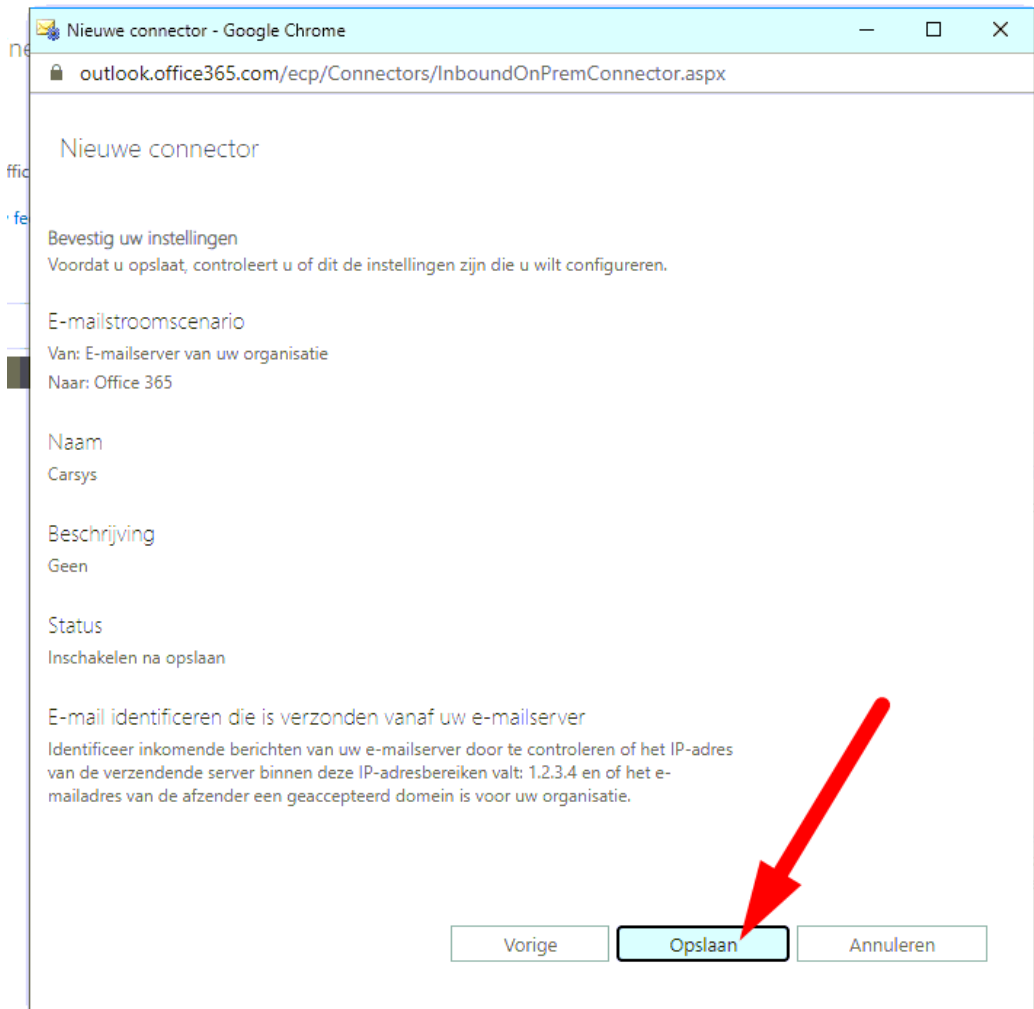 Nieuwe connector - Google Chrome
ne
outlook.office365.com/ecp/Connectors/InboundOnPremConnector.aspx
Nieuwe connector
ffic
fe
Bevestig uw instellingen
Voordat u opslaat, controleert u of dit de instellingen zijn die u wilt configureren.
E-mailstroomscenario
Van: E-mailserver van uw organisatie
Naar: Office 365
Naam
Carsys
Beschrijving
Geen
Status
Inschakelen na opslaan
E-mail identificeren die is verzonden vanaf uw e-mailserver
Identificeer inkomende berichten van uw e-mailserver door te controleren of het IP-adres
van de verzendende server binnen deze IP-adresbereiken valt: 1.2.3.4 en of het e-
mailadres van de afzender een geaccepteerd domein is voor uw organisatie.
Vorige Opslaan Annuleren